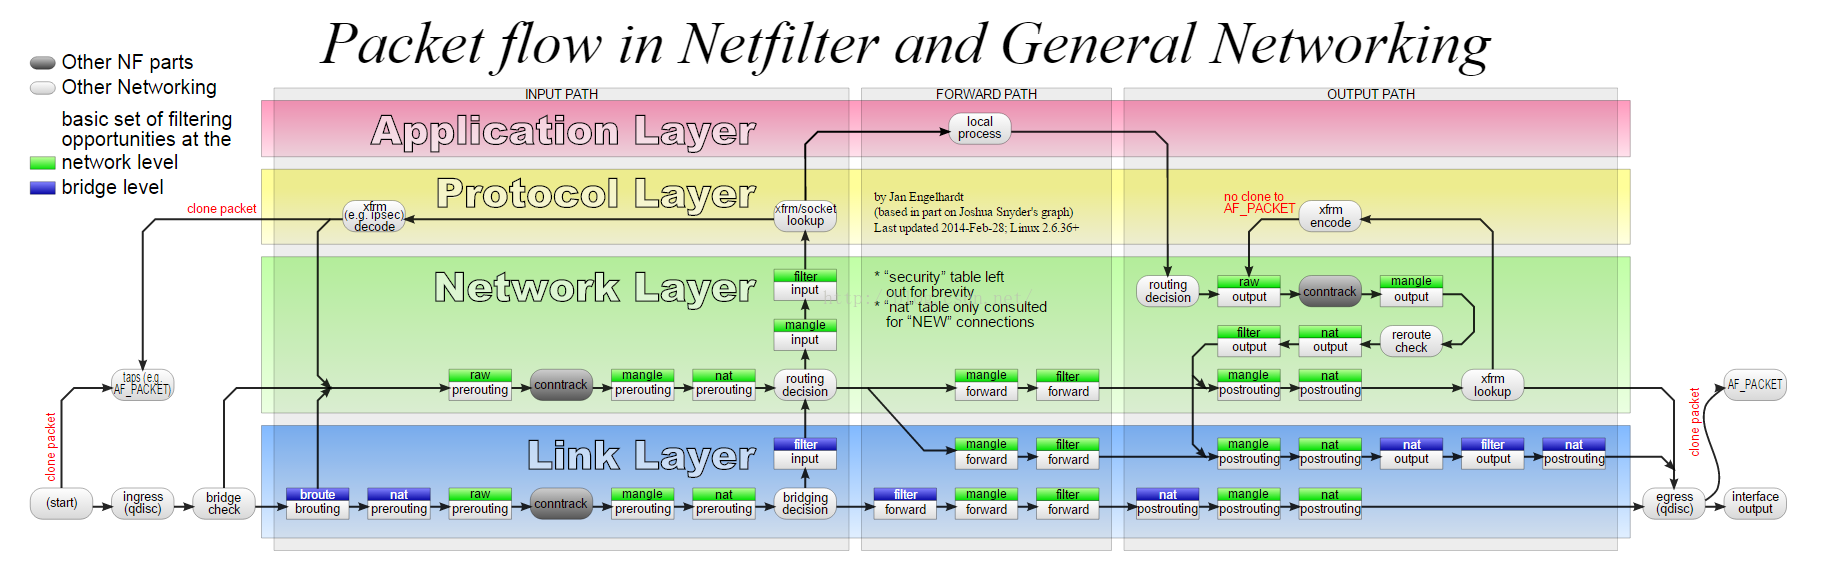 Packet flow in Netfilter and General Networking
Other NF parts
Other Networking
basic set of filtering
opportunities at the
network level
bridge level
INPUT PATH
FORWARD PATH
OUTPUT PATH
Application Layer
local
process
Protocol Layer
clone packet
xfrm
(e.g. ipsec)
decode
xfrm/socket
lookup
by Jan Engelhardt
(based in part on Joshua Snyder's graph)
Last updated 2014-Feb-28; Linux 2.6.36+
no clone to
AF_PACKET
xfrm
encode
Network Layer
filter
input
mangle
input
* “security” table left
out for brevity
* “nat” table only consulted
for “NEW” connections
routing
decision
raw
output
conntrack
mangle
output
filter
output
nat
output
reroute
check
taps (e.g.
AF_PACKET)
raw
prerouting
conntrack
mangle
prerouting
nat
prerouting
routing
decision
mangle
forward
filter
forward
mangle
postrouting
nat
postrouting
xfrm
lookup
AF_PACKET
clone packet
clone packet
Link Layer
filter
input
mangle
forward
filter
forward
mangle
postrouting
nat
postrouting
nat
output
filter
output
nat
postrouting
(start)
ingress
(qdisc)
bridge
check
broute
brouting
nat
prerouting
raw
prerouting
conntrack
mangle
prerouting
nat
prerouting
bridging
decision
filter
forward
mangle
forward
filter
forward
nat
postrouting
mangle
postrouting
nat
postrouting
egress
(qdisc)
interface
output